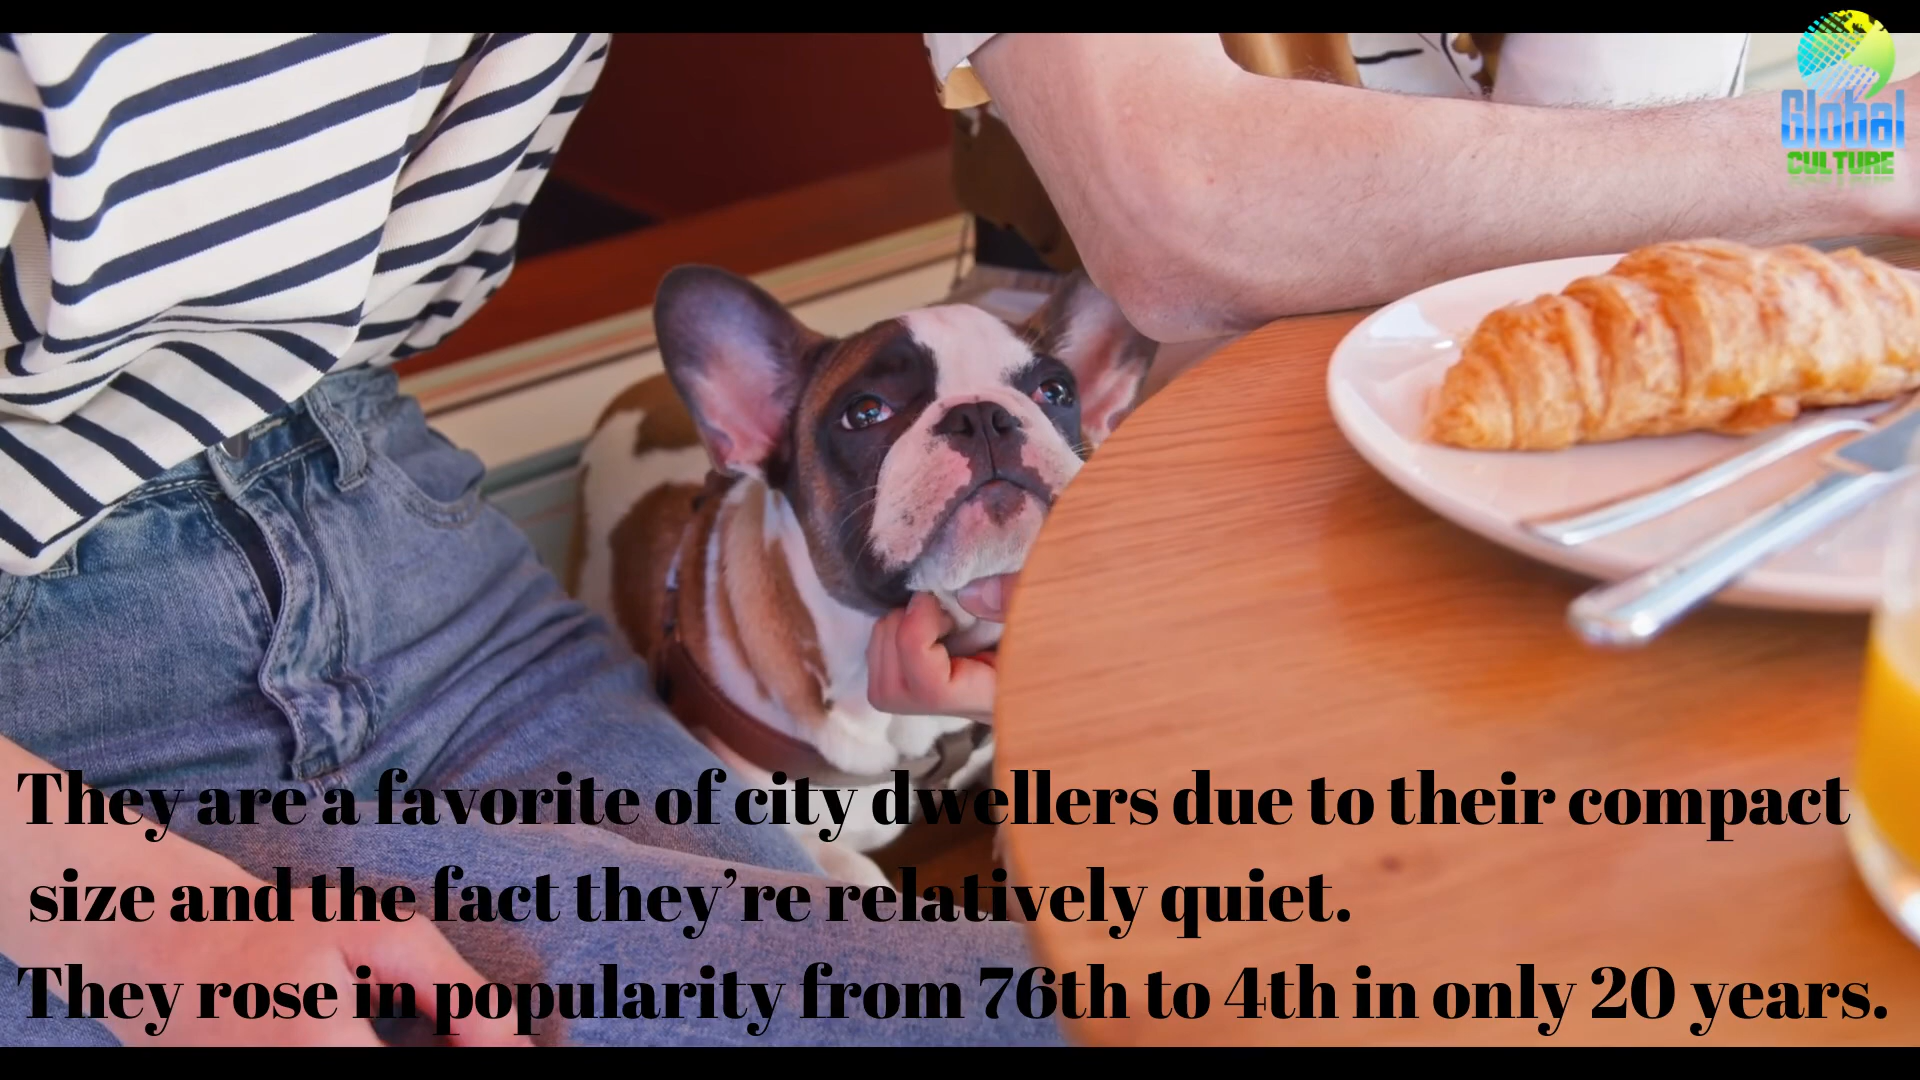 Global
CULTURE
They are a favorite of city dwellers due to their compact
size and the fact they’re relatively quiet.
They rose in popularity from 76th to 4th in only 20 years.